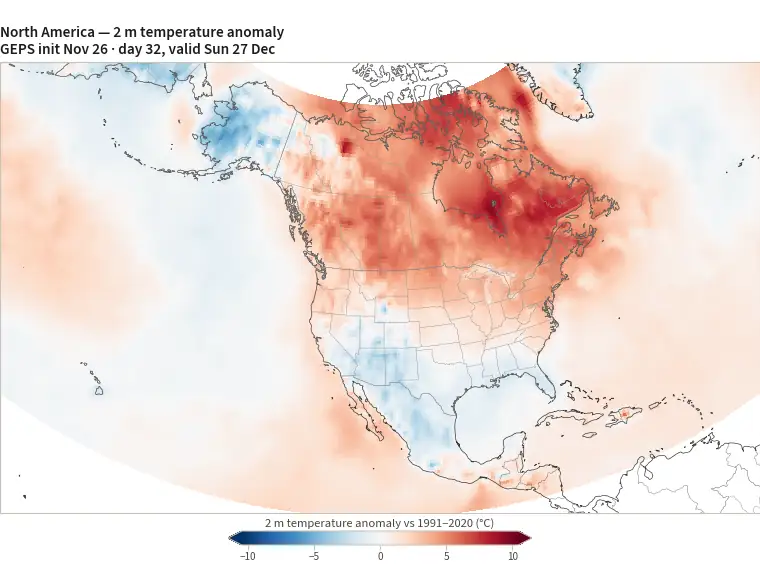 North America — 2 m temperature anomaly
GEPS init Nov 26 · day 32, valid Sun 27 Dec
2 m temperature anomaly vs 1991–2020 (°C)
−10 −5 0 5 10